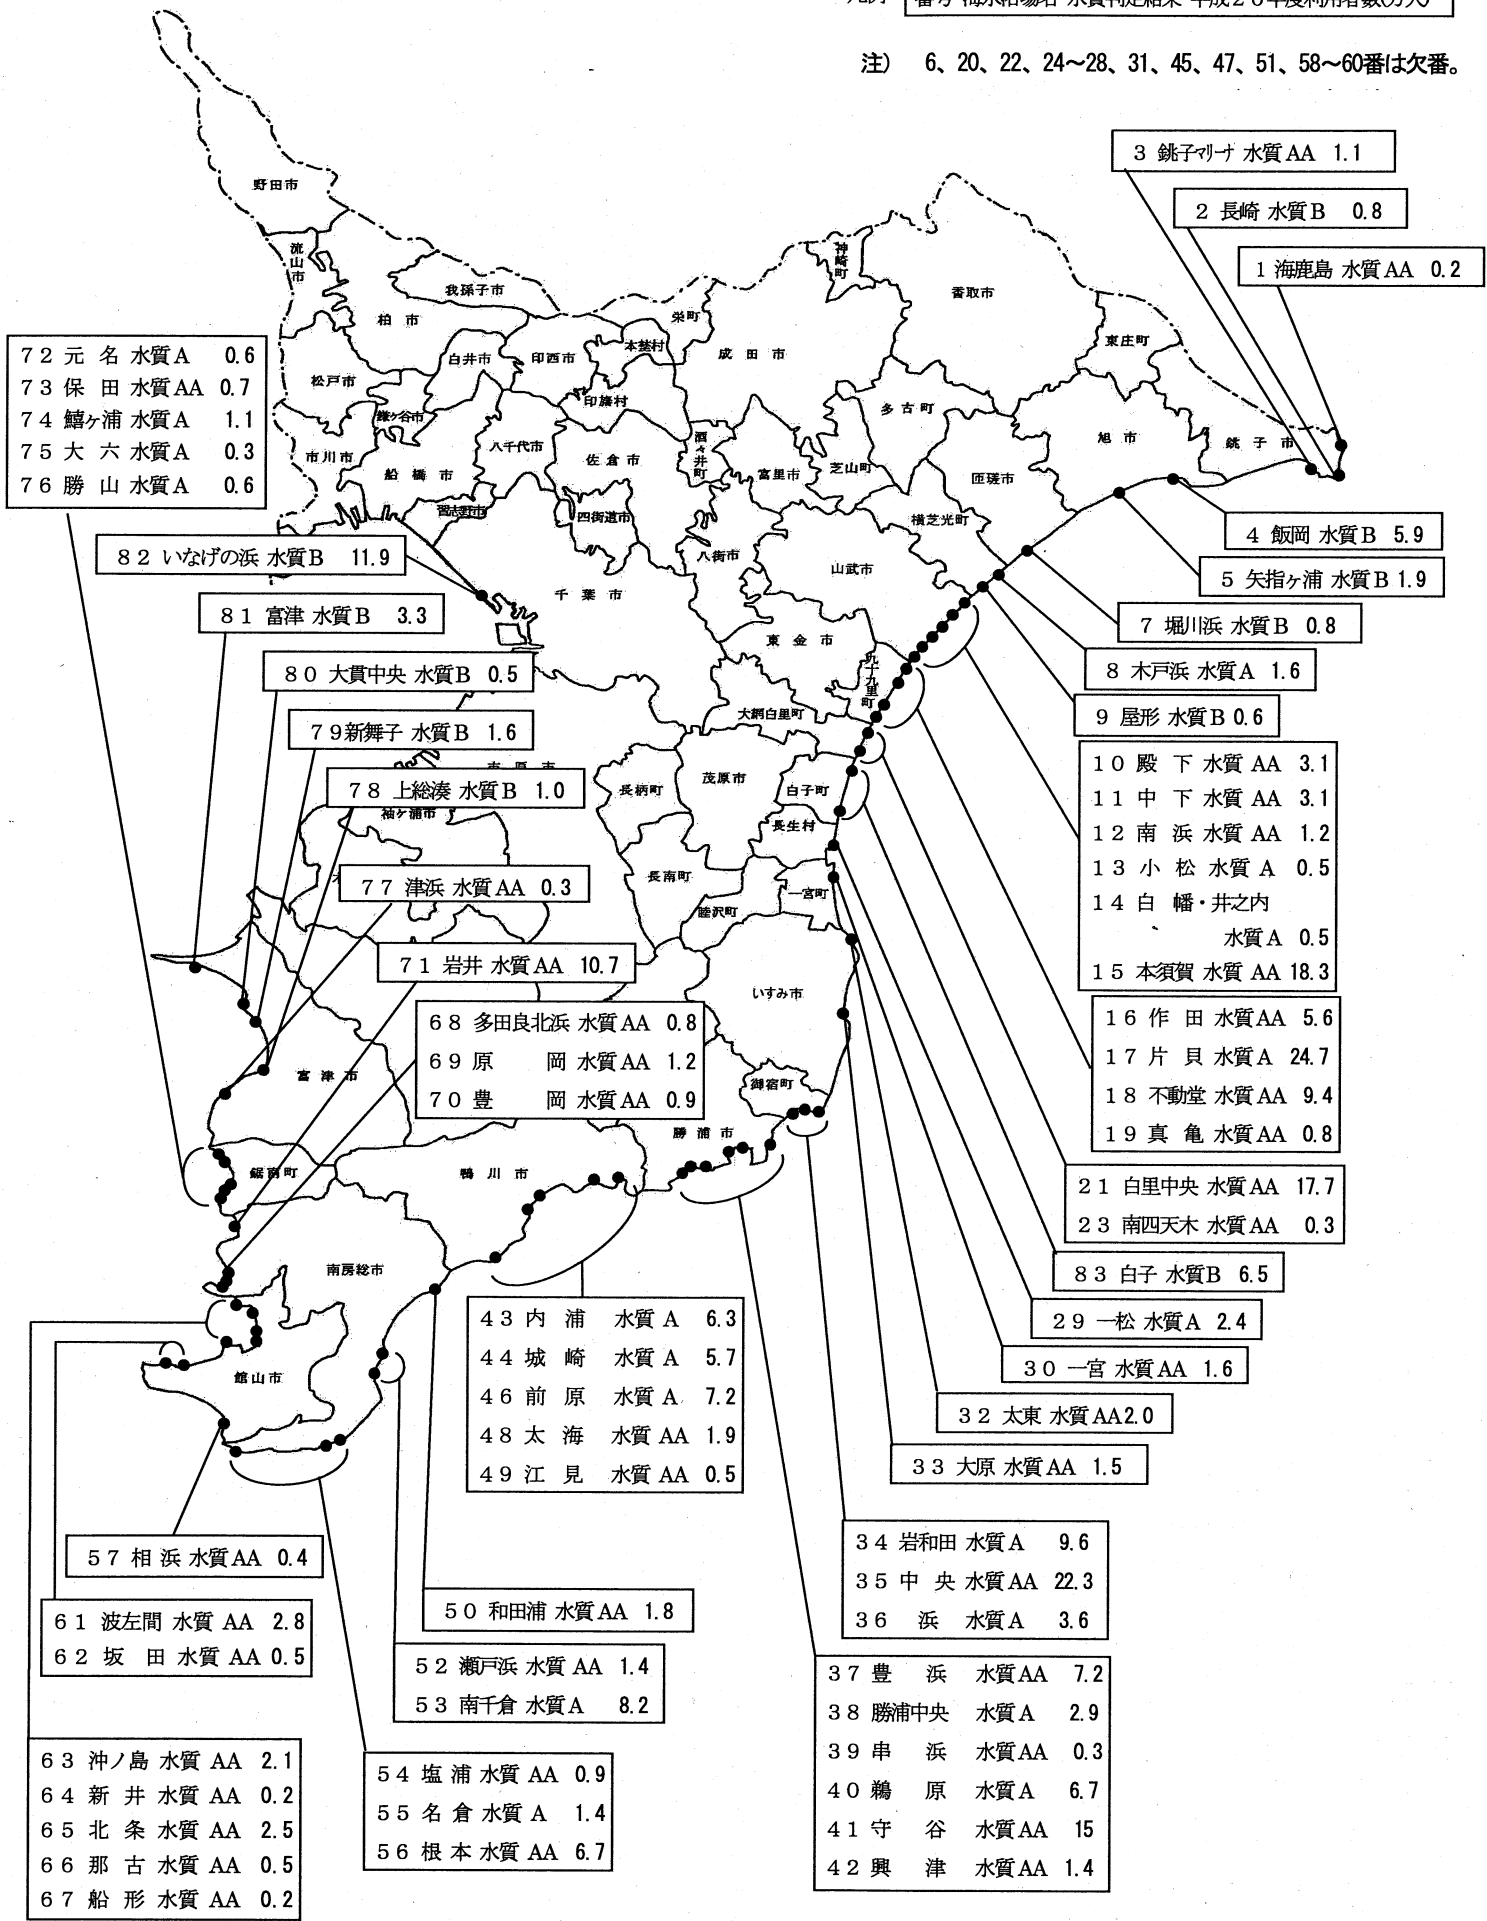 注) 6、20、22、24～28、31、45、47、51、58～60番は欠番。
3 銚子マリーナ 水質AA 1.1
2 長崎 水質B 0.8
1 海鹿島 水質AA 0.2
野田市
流山市
我孫子市
柏市
栄町
神崎町
香取市
東庄町
成田市
本埜村
印西市
白井市
松戸市
印旛村
鎌ケ谷市
多古町
旭市
銚子市
市川市
船橋市
八千代市
佐倉市
酒々井町
富里市
芝山町
匝瑳市
習志野市
四街道市
八街市
横芝光町
山武市
千葉市
東金市
九十九里町
大網白里町
市原市
茂原市
白子町
長柄町
長生村
袖ケ浦市
長南町
睦沢町
一宮町
いすみ市
御宿町
勝浦市
富津市
鋸南町
鴨川市
南房総市
館山市
72 元名 水質A 0.6
73 保田 水質AA 0.7
74 鱚ヶ浦 水質A 1.1
75 大六 水質A 0.3
76 勝山 水質A 0.6
82 いなげの浜 水質B 11.9
81 富津 水質B 3.3
80 大貫中央 水質B 0.5
79新舞子 水質B 1.6
78 上総湊 水質B 1.0
77 津浜 水質AA 0.3
71 岩井 水質AA 10.7
68 多田良北浜 水質AA 0.8
69 原岡 水質AA 1.2
70 豊岡 水質AA 0.9
4 飯岡 水質B 5.9
5 矢指ヶ浦 水質B 1.9
7 堀川浜 水質B 0.8
8 木戸浜 水質A 1.6
9 屋形 水質B 0.6
10 殿下 水質AA 3.1
11 中下 水質AA 3.1
12 南浜 水質AA 1.2
13 小松 水質A 0.5
14 白幡・井之内
水質A 0.5
15 本須賀 水質AA 18.3
16 作田 水質AA 5.6
17 片貝 水質A 24.7
18 不動堂 水質AA 9.4
19 真亀 水質AA 0.8
21 白里中央 水質AA 17.7
23 南四天木 水質AA 0.3
83 白子 水質B 6.5
29 一松 水質A 2.4
30 一宮 水質AA 1.6
32 太東 水質AA2.0
33 大原 水質AA 1.5
34 岩和田 水質A 9.6
35 中央 水質AA 22.3
36 浜 水質A 3.6
37 豊浜 水質AA 7.2
38 勝浦中央 水質A 2.9
39 串浜 水質AA 0.3
40 鵜原 水質A 6.7
41 守谷 水質AA 15
42 興津 水質AA 1.4
43 内浦 水質A 6.3
44 城崎 水質A 5.7
46 前原 水質A 7.2
48 太海 水質AA 1.9
49 江見 水質AA 0.5
50 和田浦 水質AA 1.8
52 瀬戸浜 水質AA 1.4
53 南千倉 水質A 8.2
54 塩浦 水質AA 0.9
55 名倉 水質A 1.4
56 根本 水質AA 6.7
57 相浜 水質AA 0.4
61 波左間 水質AA 2.8
62 坂田 水質AA 0.5
63 沖ノ島 水質AA 2.1
64 新井 水質AA 0.2
65 北条 水質AA 2.5
66 那古 水質AA 0.5
67 船形 水質AA 0.2